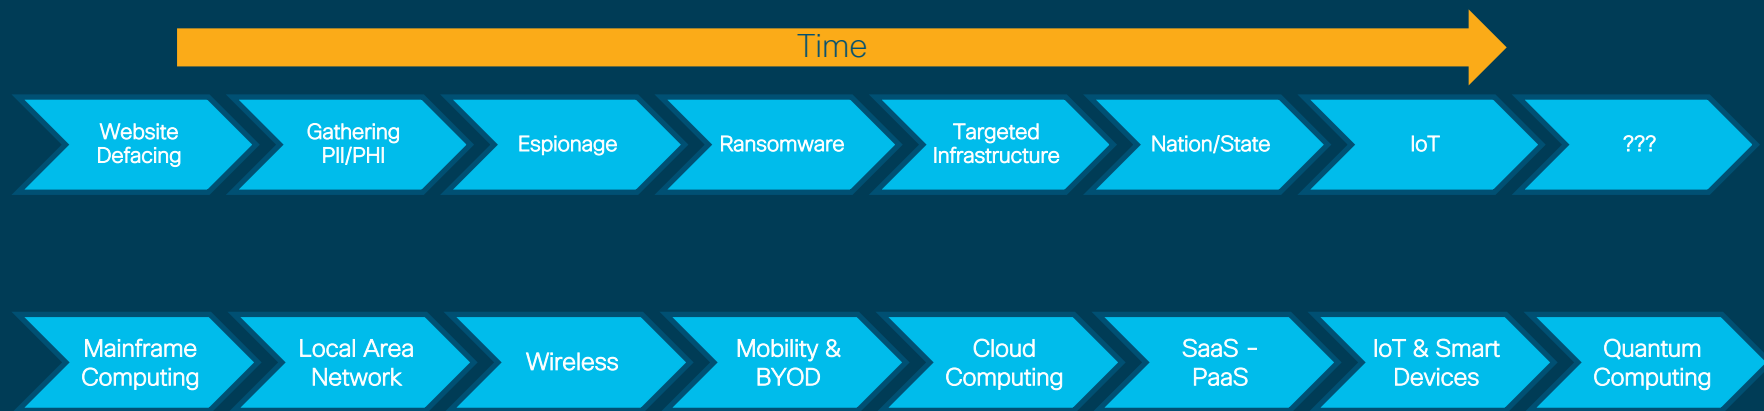 Time
Website
Defacing
Gathering
PII/PHI
Espionage
Ransomware
Targeted
Infrastructure
Nation/State
IoT
???
Mainframe
Computing
Local Area
Network
Wireless
Mobility &
BYOD
Cloud
Computing
SaaS -
PaaS
IoT & Smart
Devices
Quantum
Computing